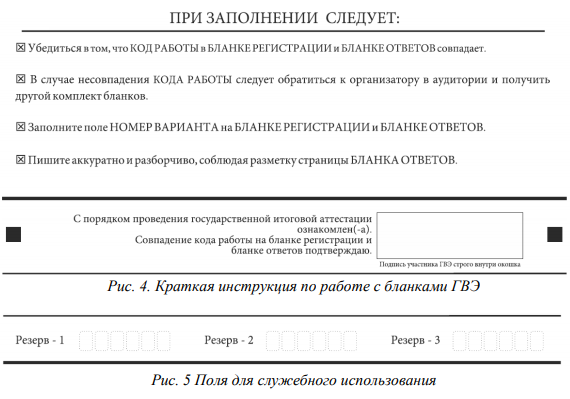 ПРИ ЗАПОЛНЕНИИ СЛЕДУЕТ:
☒ Убедиться в том, что КОД РАБОТЫ в БЛАНКЕ РЕГИСТРАЦИИ и БЛАНКЕ ОТВЕТОВ совпадает.
☒ В случае несовпадения КОДА РАБОТЫ следует обратиться к организатору в аудитории и получить
другой комплект бланков.
☒ Заполните поле НОМЕР ВАРИАНТА на БЛАНКЕ РЕГИСТРАЦИИ и БЛАНКЕ ОТВЕТОВ.
☒ Пишите аккуратно и разборчиво, соблюдая разметку страницы БЛАНКА ОТВЕТОВ.
С порядком проведения государственной итоговой аттестации
ознакомлен(-а).
Совпадение кода работы на бланке регистрации и
бланке ответов подтверждаю.
Подпись участника ГВЭ строго внутри окошка
Рис. 4. Краткая инструкция по работе с бланками ГВЭ
Резерв - 1 Резерв - 2 Резерв - 3
Рис. 5 Поля для служебного использования